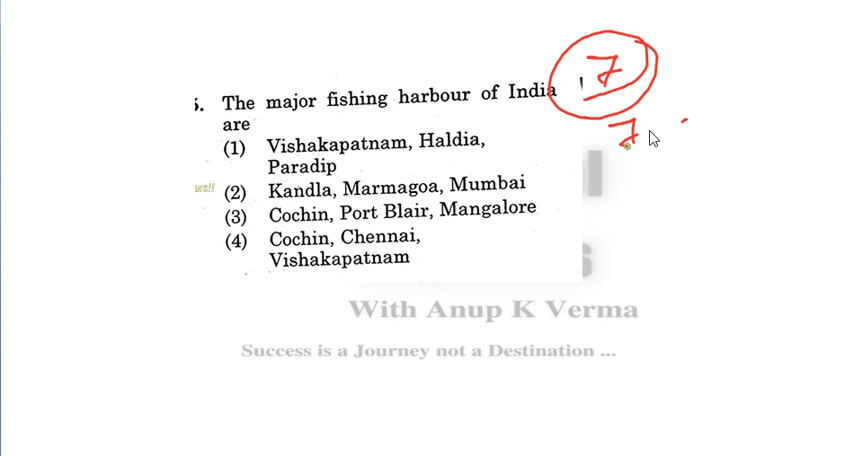 5. The major fishing harbour of India
are
(1) Vishakapatnam, Haldia,
Paradip
(2) Kandla, Marmagoa, Mumbai
(3) Cochin, Port Blair, Mangalore
(4) Cochin, Chennai,
Vishakapatnam
7
7
With Anup K Verma
Success is a Journey not a Destination ...